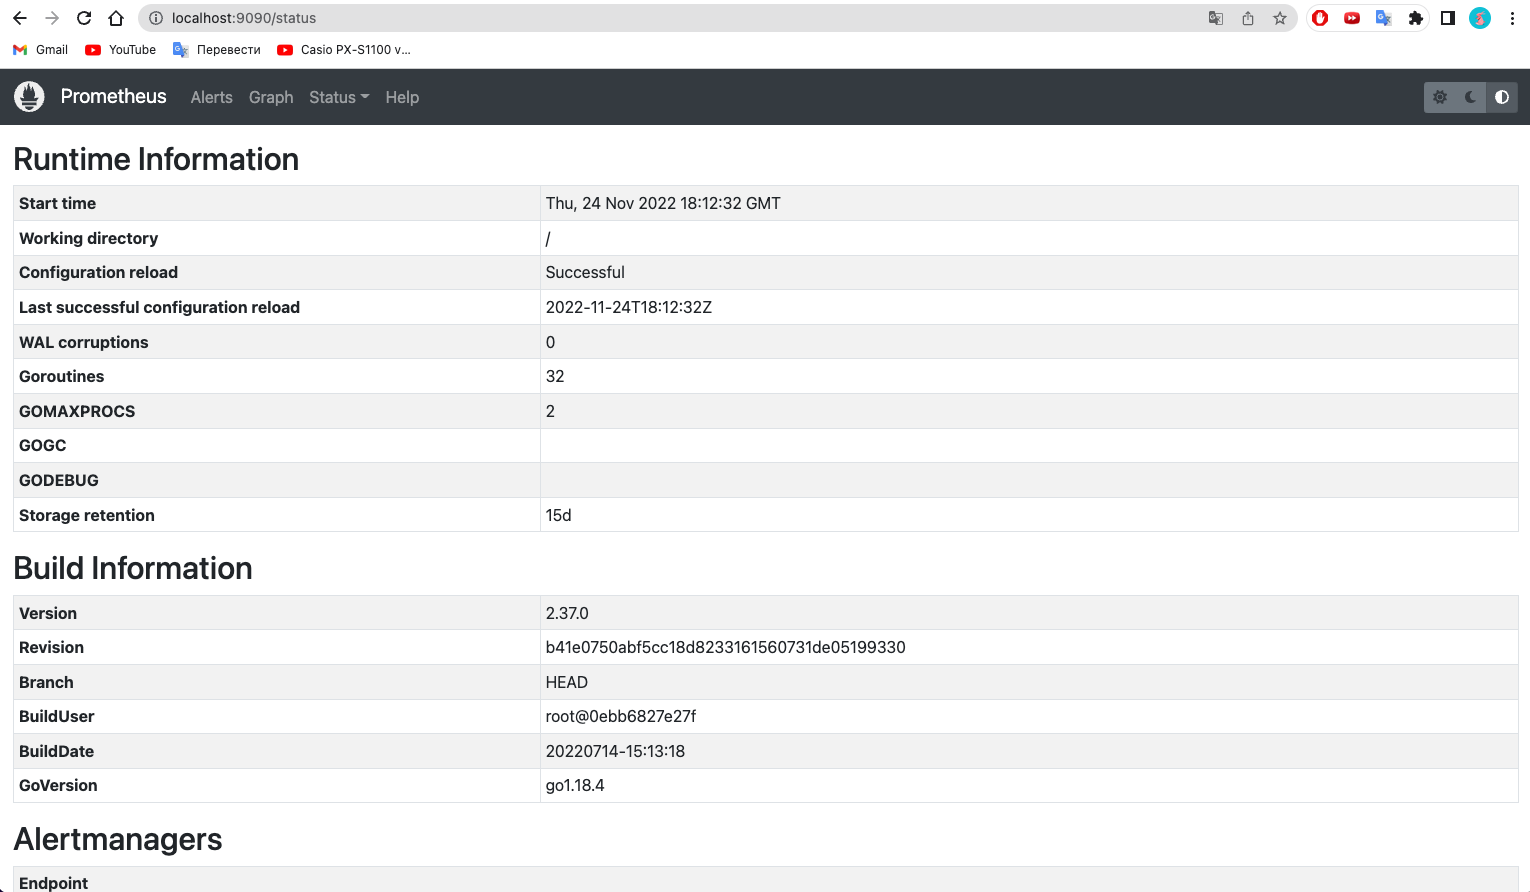 localhost:9090/status
Gmail YouTube Перевести Casio PX-S1100 v...
Prometheus Alerts Graph Status Help
Runtime Information
Start time Thu, 24 Nov 2022 18:12:32 GMT
Working directory /
Configuration reload Successful
Last successful configuration reload 2022-11-24T18:12:32Z
WAL corruptions 0
Goroutines 32
GOMAXPROCS 2
GOGC
GODEBUG
Storage retention 15d
Build Information
Version 2.37.0
Revision b41e0750abf5cc18d8233161560731de05199330
Branch HEAD
BuildUser root@0ebb6827e27f
BuildDate 20220714-15:13:18
GoVersion go1.18.4
Alertmanagers
Endpoint